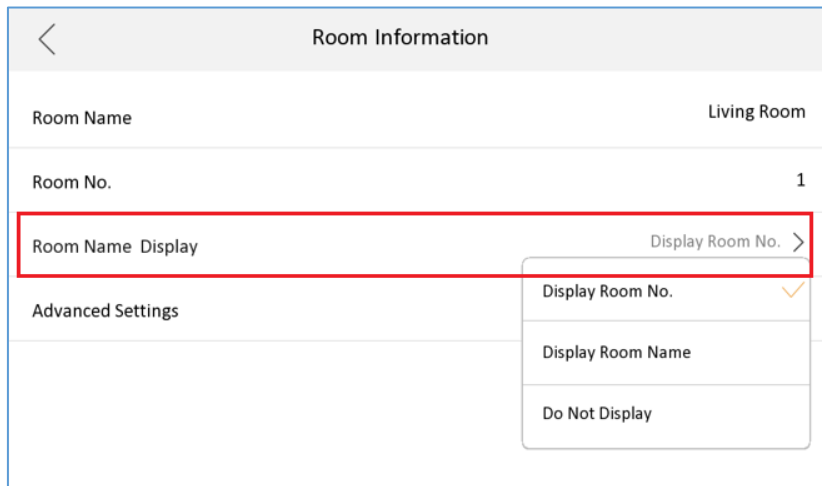 Room Information
Room Name Living Room
Room No. 1
Room Name Display Display Room No.
Display Room No.
Advanced Settings
Display Room Name
Do Not Display